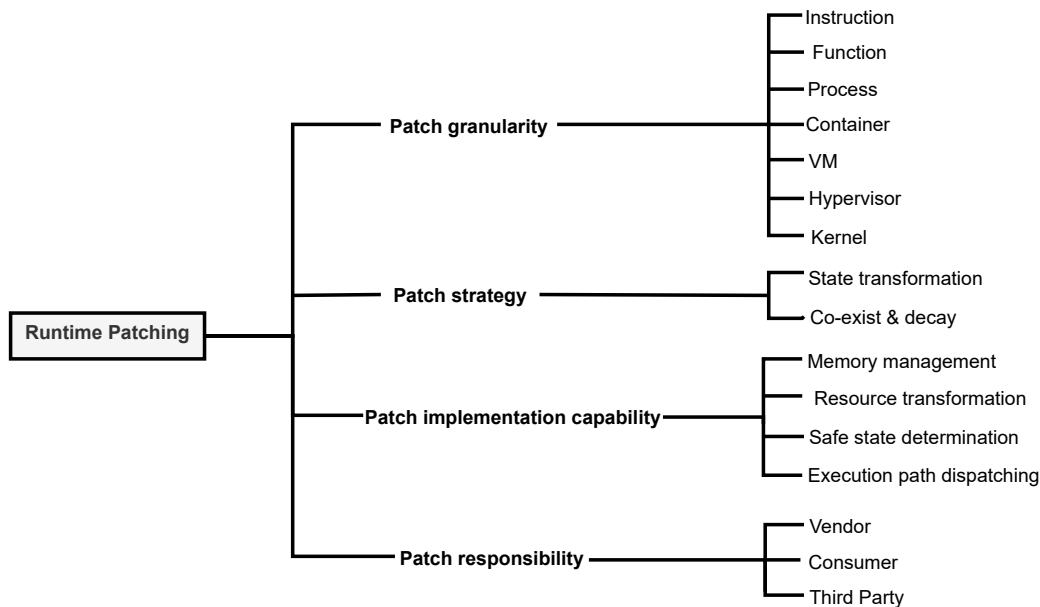 Instruction
Function
Process
Patch granularity
Container
VM
Hypervisor
Kernel
State transformation
Patch strategy
Co-exist & decay
Runtime Patching
Memory management
Resource transformation
Patch implementation capability
Safe state determination
Execution path dispatching
Vendor
Patch responsibility
Consumer
Third Party